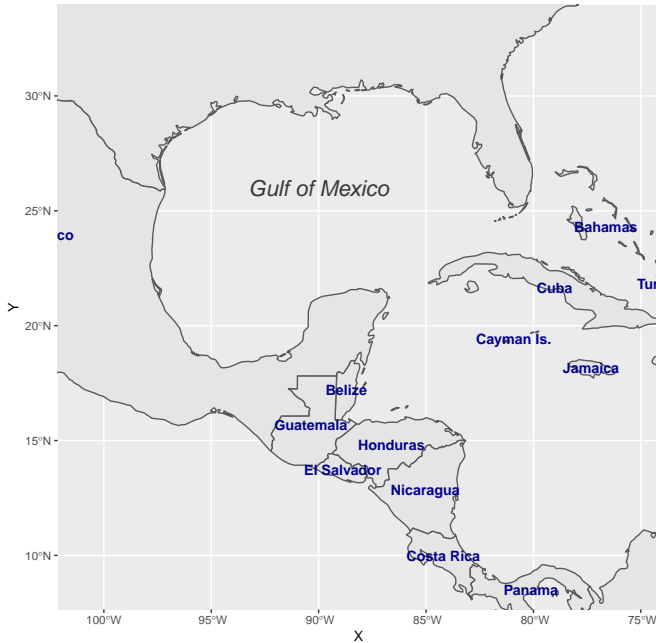 30°N
Gulf of Mexico
25°N
Bahamas
co
Cuba
Tur
20°N
Cayman Is.
Jamaica
Belize
Guatemala
15°N
Honduras
El Salvador
Nicaragua
10°N
Costa Rica
Panama
100°W
95°W
90°W
85°W
80°W
75°W
X
Y